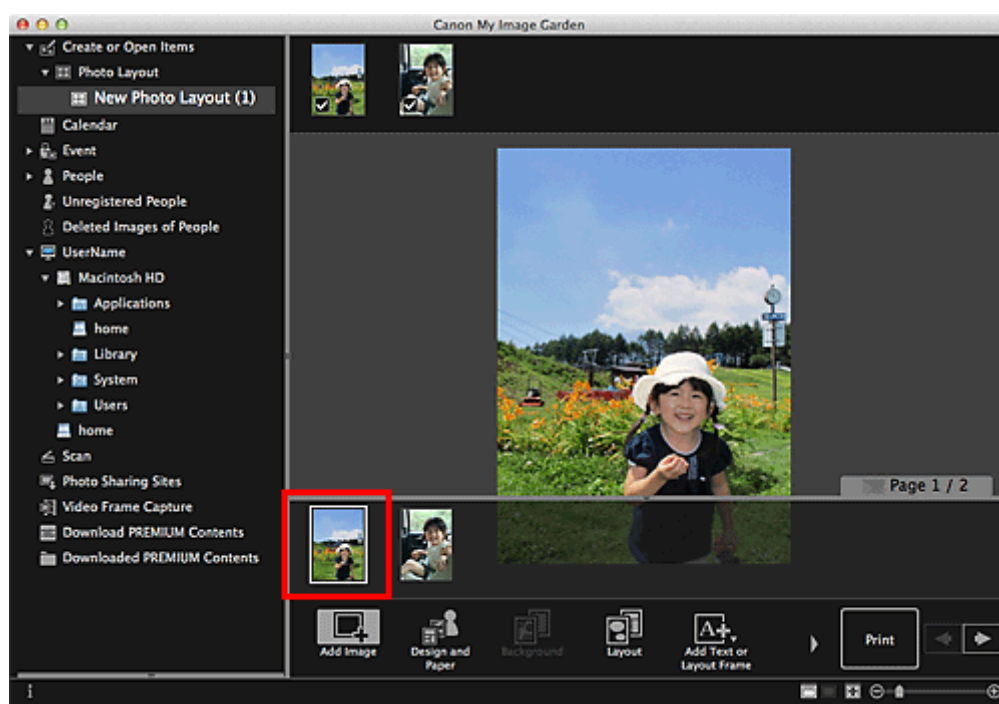 Canon My Image Garden
Create or Open Items
Photo Layout
New Photo Layout (1)
Calendar
Event
People
Unregistered People
Deleted Images of People
UserName
Macintosh HD
Applications
home
Library
System
Users
home
Scan
Photo Sharing Sites
Video Frame Capture
Download PREMIUM Contents
Downloaded PREMIUM Contents
Page 1 / 2
Add Image
Design and
Paper
Background
Layout
Add Text or
Layout Frame
Print